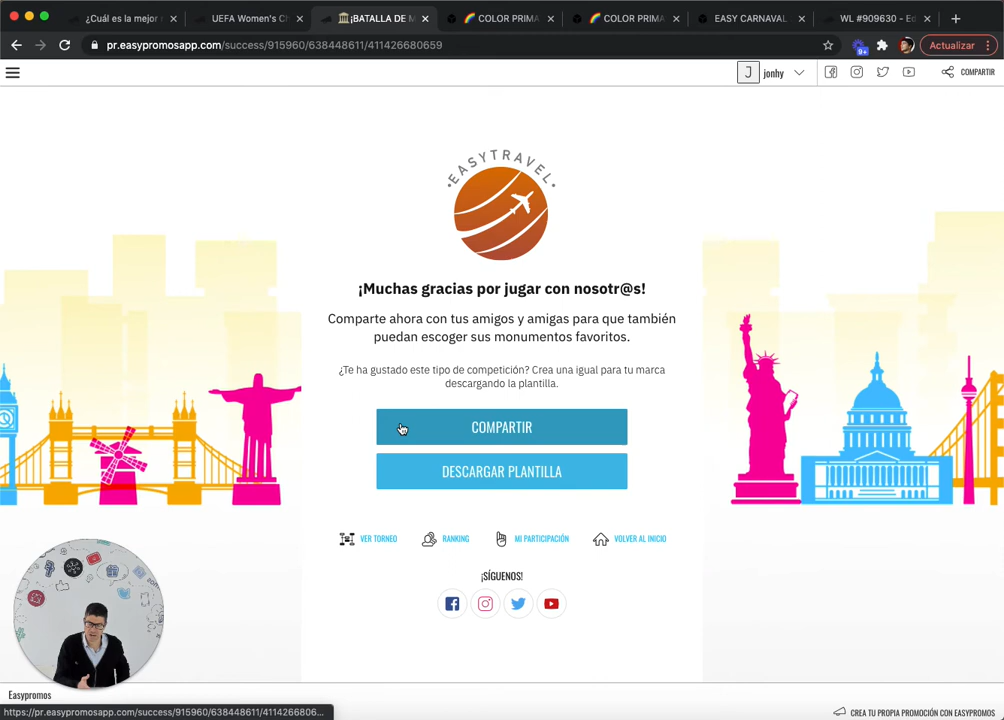 ¿Cuál es la mejor
UEFA Women's Ch
🏛¡BATALLA DE M
COLOR PRIMA
COLOR PRIMA
EASY CARNAVAL
WL #909630 - Ed
pr.easypromosapp.com/success/915960/638448611/411426680659
9+
Actualizar
J jonhy
COMPARTIR
•EASYTRAVEL•
¡Muchas gracias por jugar con nosotr@s!
Comparte ahora con tus amigos y amigas para que también
puedan escoger sus monumentos favoritos.
¿Te ha gustado este tipo de competición? Crea una igual para tu marca
descargando la plantilla.
COMPARTIR
DESCARGAR PLANTILLA
VER TORNEO
RANKING
MI PARTICIPACIÓN
VOLVER AL INICIO
¡SÍGUENOS!
Easypromos
https://pr.easypromosapp.com/success/915960/638448611/4114266806...
CREA TU PROPIA PROMOCIÓN CON EASYPROMOS